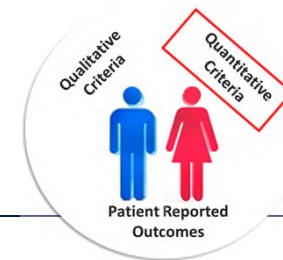 Qualitative
Criteria
Quantitative
Criteria
Patient Reported
Outcomes